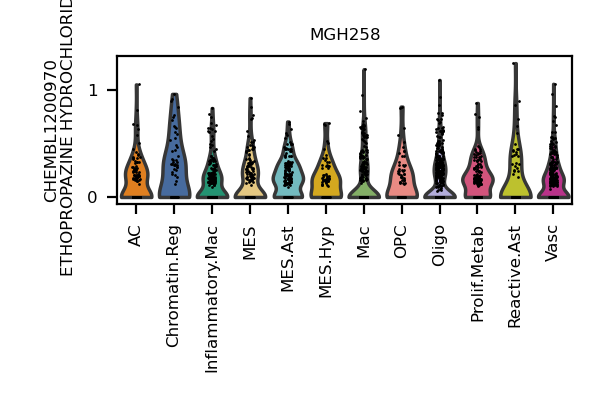 MGH258
CHEMBL1200970
ETHOPROPAZINE HYDROCHLORID
1
0
AC
Chromatin.Reg
Inflammatory.Mac
MES
MES.Ast
MES.Hyp
Mac
OPC
Oligo
Prolif.Metab
Reactive.Ast
Vasc